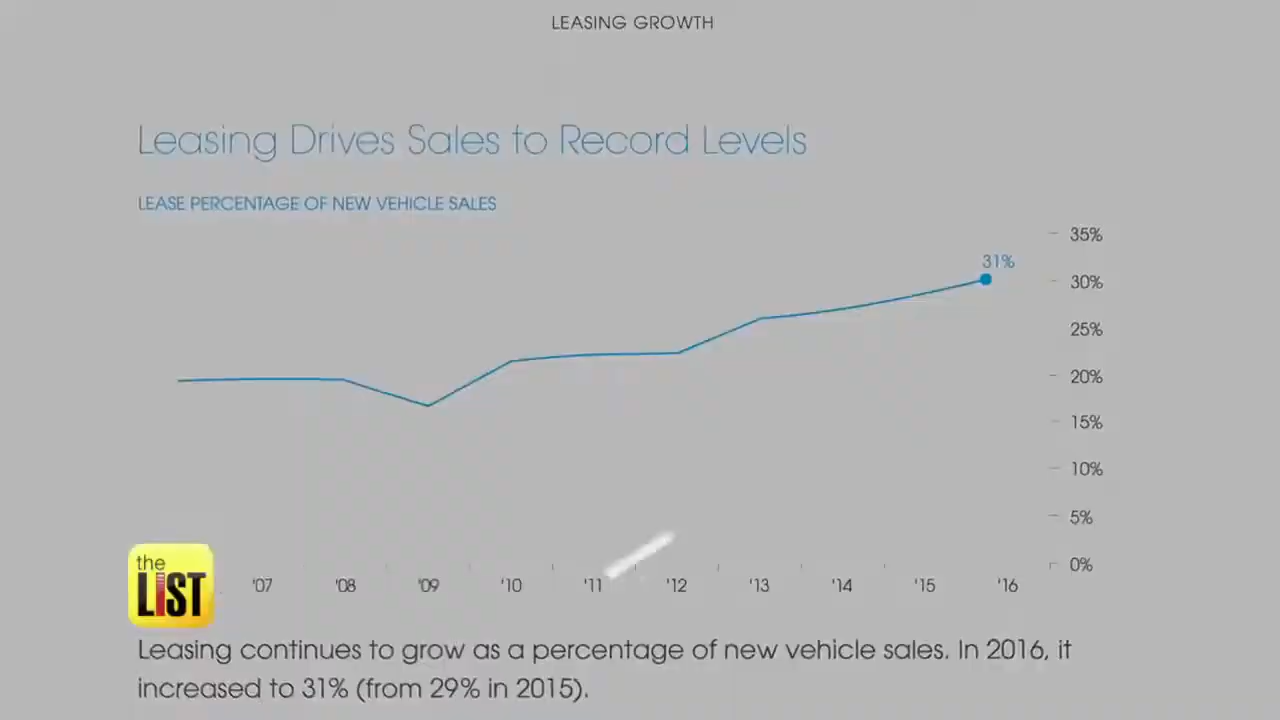 LEASING GROWTH
Leasing Drives Sales to Record Levels
LEASE PERCENTAGE OF NEW VEHICLE SALES
35%
31%
30%
25%
20%
15%
10%
5%
0%
the
LIST
'07 '08 '09 '10 '11 '12 '13 '14 '15 '16
Leasing continues to grow as a percentage of new vehicle sales. In 2016, it
increased to 31% (from 29% in 2015).